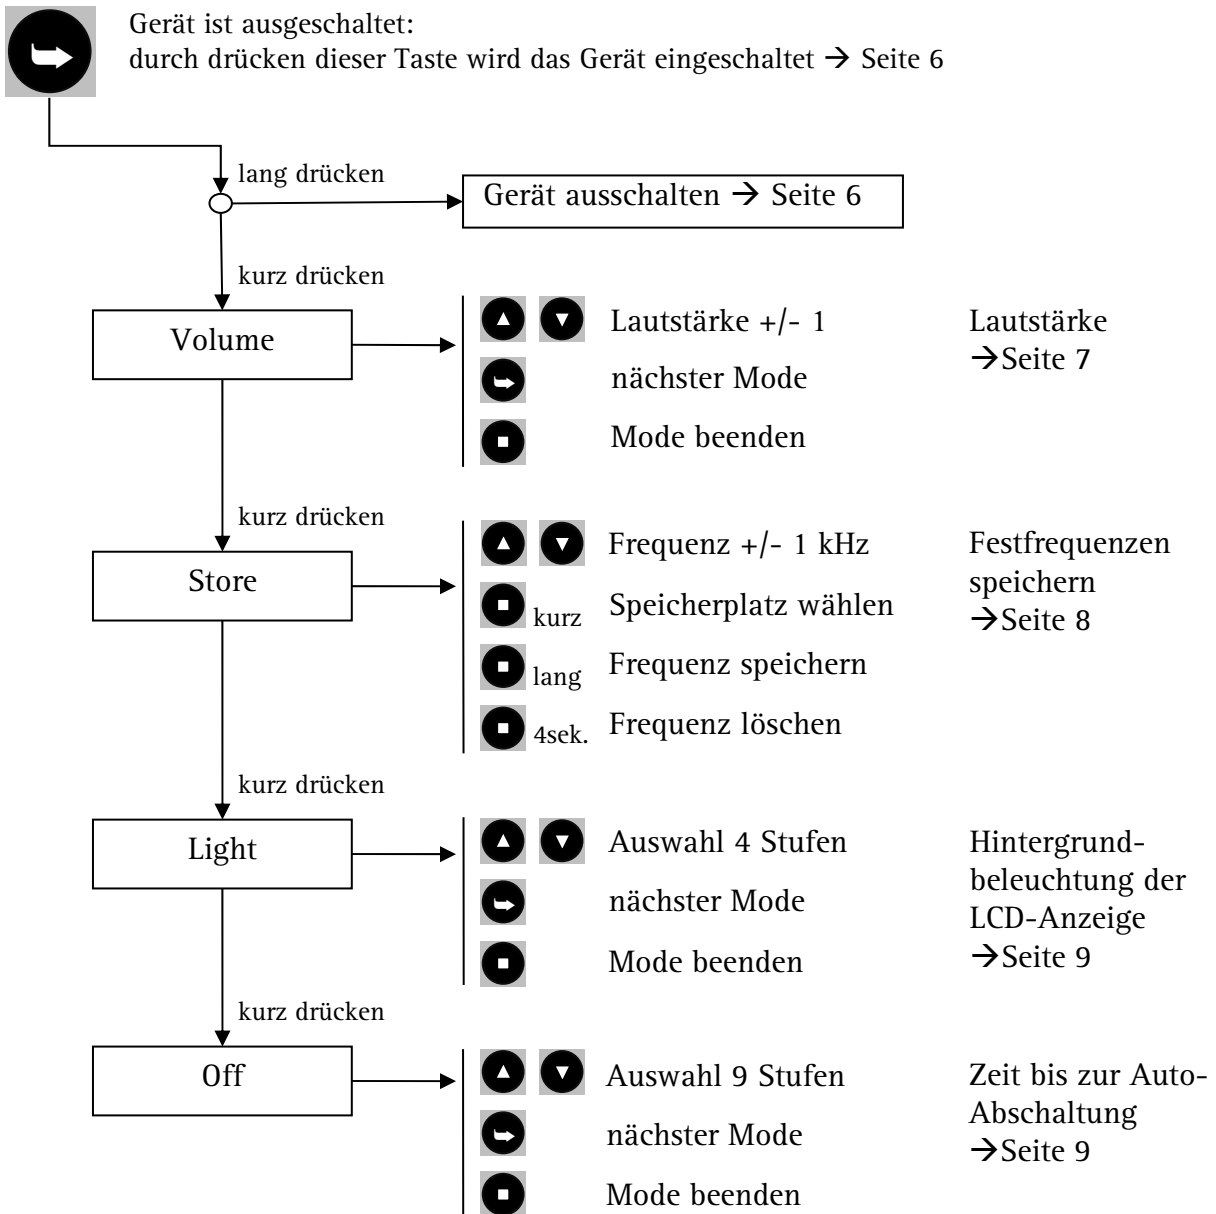 Gerät ist ausgeschaltet:
durch drücken dieser Taste wird das Gerät eingeschaltet → Seite 6
lang drücken
Gerät ausschalten → Seite 6
kurz drücken
Volume
Lautstärke +/- 1
nächster Mode
Mode beenden
Lautstärke
→Seite 7
kurz drücken
Store
Frequenz +/- 1 kHz
kurz Speicherplatz wählen
lang Frequenz speichern
4sek. Frequenz löschen
Festfrequenzen
speichern
→Seite 8
kurz drücken
Light
Auswahl 4 Stufen
nächster Mode
Mode beenden
Hintergrund-
beleuchtung der
LCD-Anzeige
→Seite 9
kurz drücken
Off
Auswahl 9 Stufen
nächster Mode
Mode beenden
Zeit bis zur Auto-
Abschaltung
→Seite 9